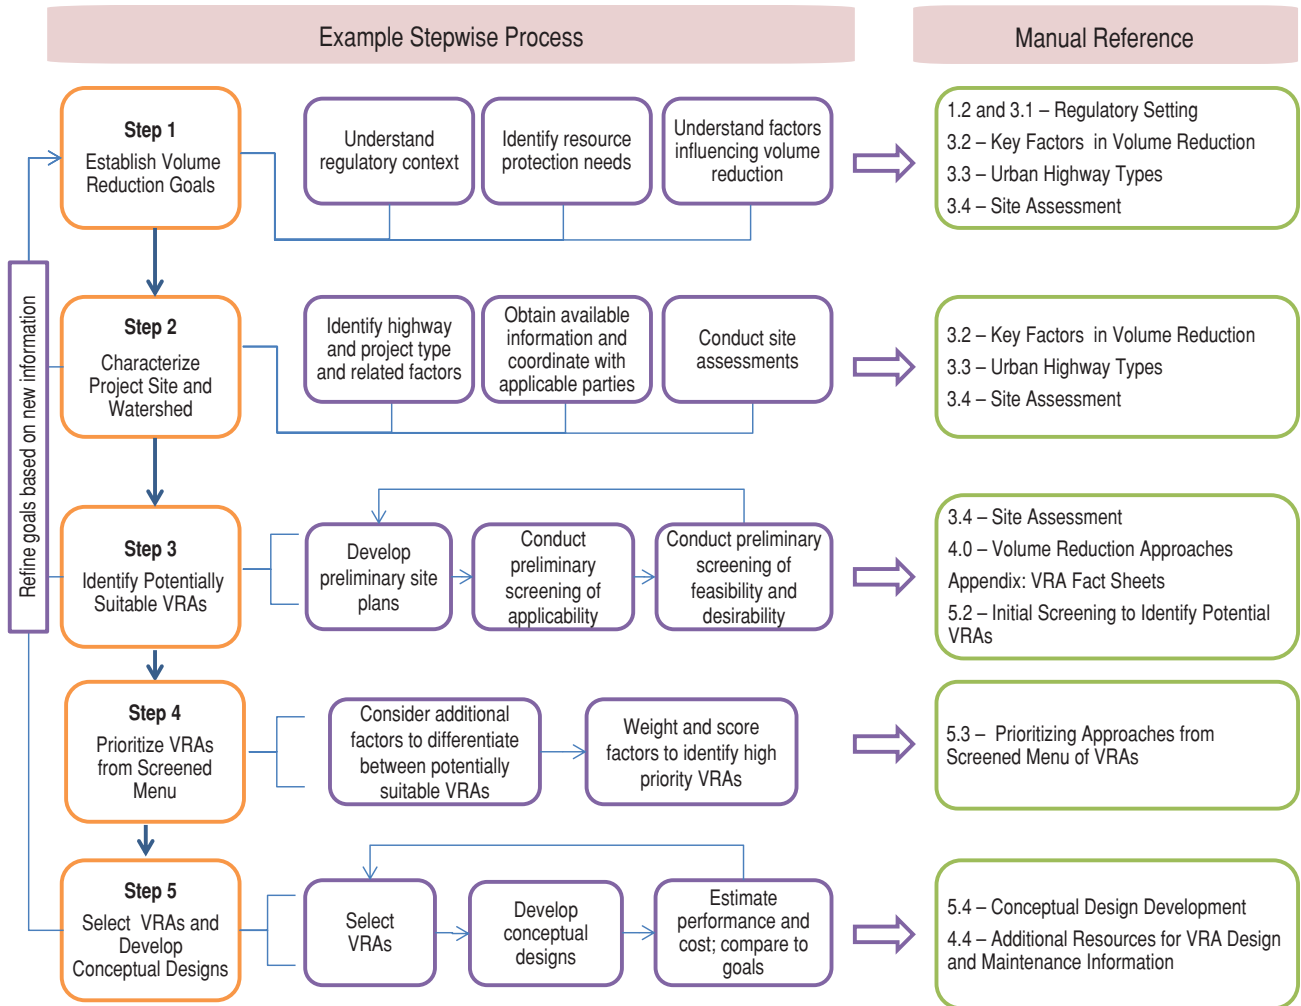 Example Stepwise Process
Manual Reference
Step 1
Establish Volume
Reduction Goals
Understand
regulatory context
Identify resource
protection needs
Understand factors
influencing volume
reduction
1.2 and 3.1 – Regulatory Setting
3.2 – Key Factors in Volume Reduction
3.3 – Urban Highway Types
3.4 – Site Assessment
Refine goals based on new information
Step 2
Characterize
Project Site and
Watershed
Identify highway
and project type
and related factors
Obtain available
information and
coordinate with
applicable parties
Conduct site
assessments
3.2 – Key Factors in Volume Reduction
3.3 – Urban Highway Types
3.4 – Site Assessment
Step 3
Identify Potentially
Suitable VRAs
Develop
preliminary site
plans
Conduct
preliminary
screening of
applicability
Conduct preliminary
screening of
feasibility and
desirability
3.4 – Site Assessment
4.0 – Volume Reduction Approaches
Appendix: VRA Fact Sheets
5.2 – Initial Screening to Identify Potential
VRAs
Step 4
Prioritize VRAs
from Screened
Menu
Consider additional
factors to differentiate
between potentially
suitable VRAs
Weight and score
factors to identify high
priority VRAs
5.3 – Prioritizing Approaches from
Screened Menu of VRAs
Step 5
Select VRAs and
Develop
Conceptual Designs
Select
VRAs
Develop
conceptual
designs
Estimate
performance and
cost; compare to
goals
5.4 – Conceptual Design Development
4.4 – Additional Resources for VRA Design
and Maintenance Information